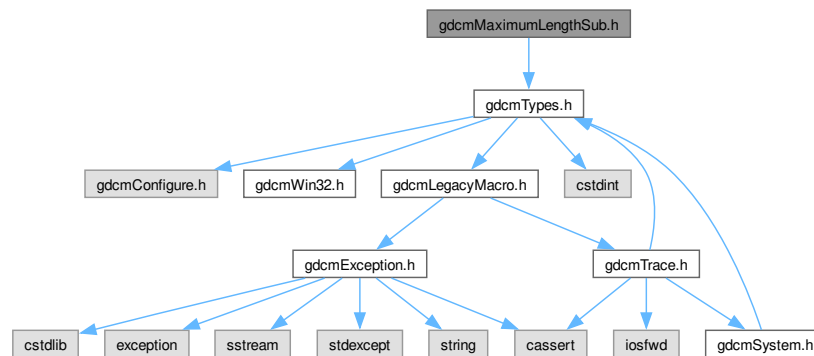 gdcmMaximumLengthSub.h
gdcmTypes.h
gdcmConfigure.h
gdcmWin32.h
gdcmLegacyMacro.h
cstdint
gdcmException.h
gdcmTrace.h
cstdlib
exception
sstream
stdexcept
string
cassert
iosfwd
gdcmSystem.h